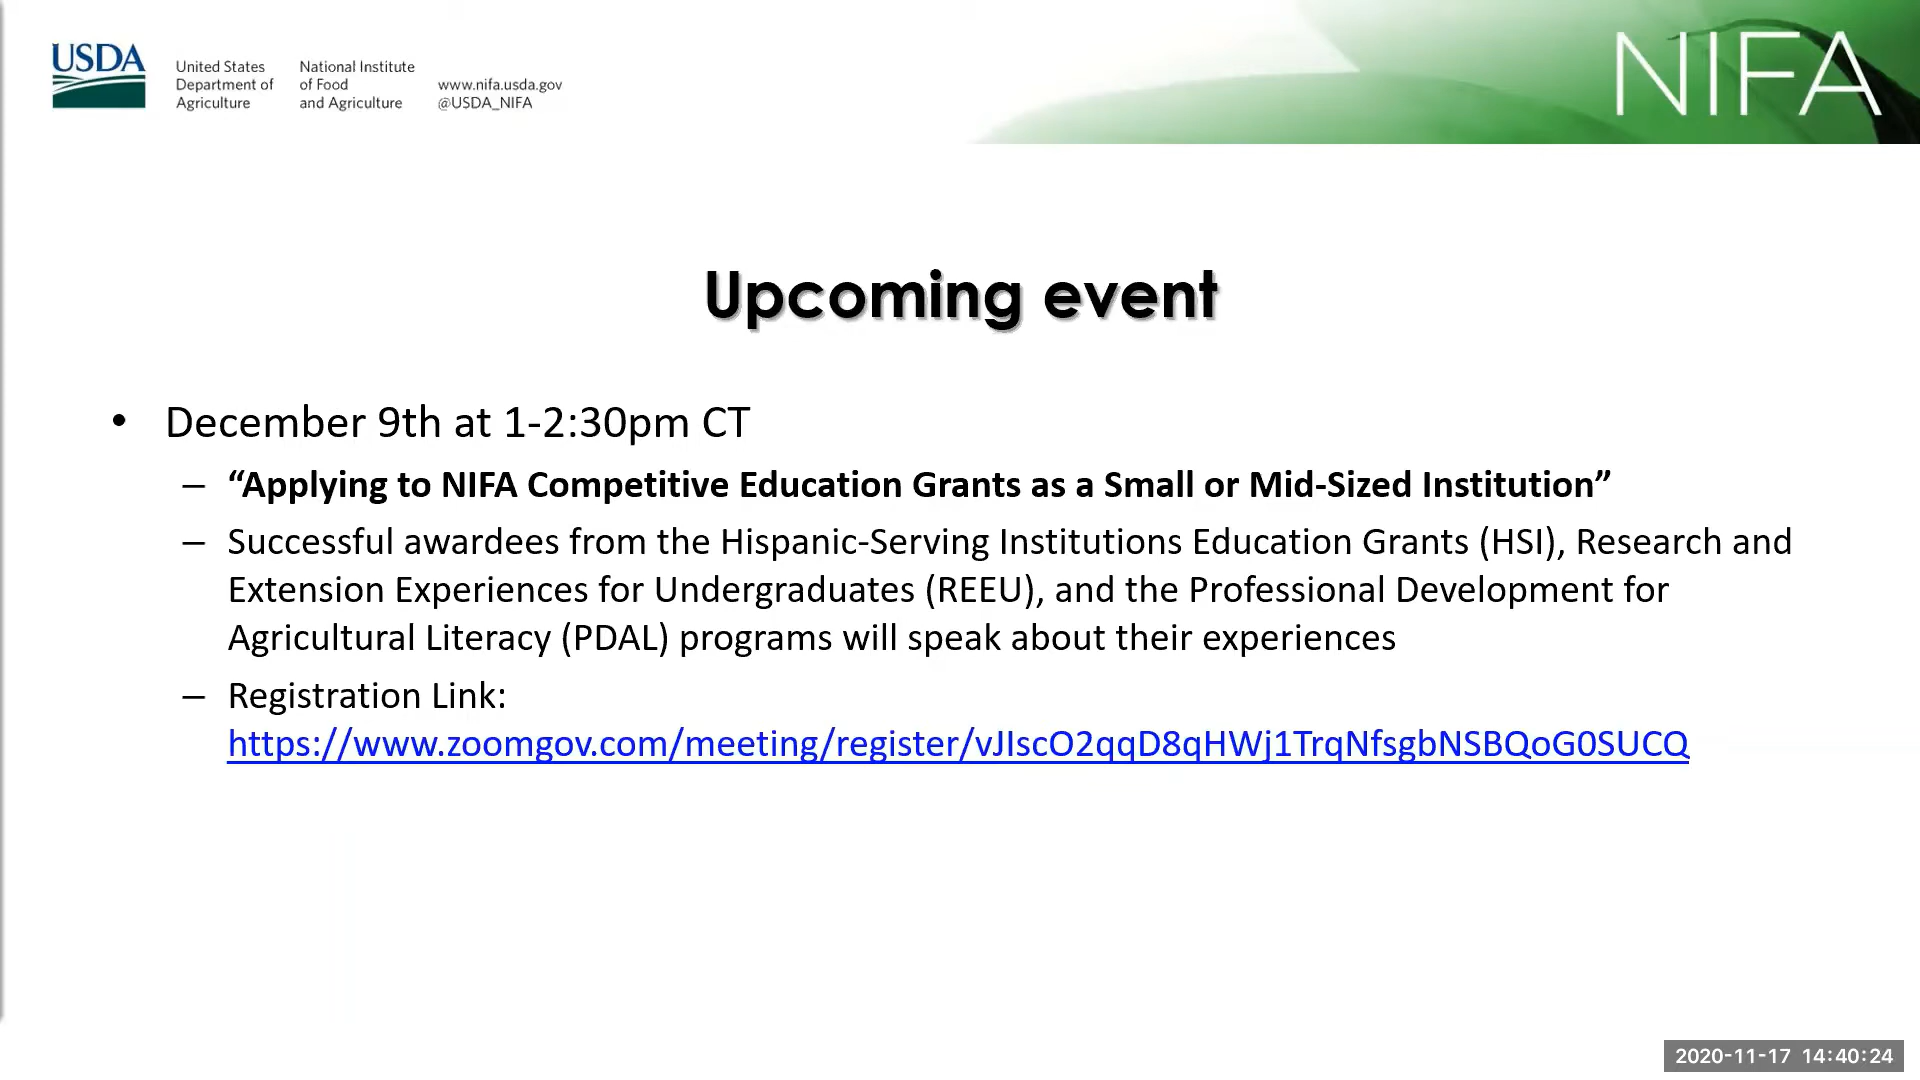 USDA
United States
Department of
Agriculture
National Institute
of Food
and Agriculture
www.nifa.usda.gov
@USDA_NIFA
NIFA
Upcoming event
• December 9th at 1-2:30pm CT
– “Applying to NIFA Competitive Education Grants as a Small or Mid-Sized Institution”
– Successful awardees from the Hispanic-Serving Institutions Education Grants (HSI), Research and
Extension Experiences for Undergraduates (REEU), and the Professional Development for
Agricultural Literacy (PDAL) programs will speak about their experiences
– Registration Link:
https://www.zoomgov.com/meeting/register/vJIscO2qqD8qHWj1TrqNfsgbNSBQoG0SUCQ
2020-11-17 14:40:24